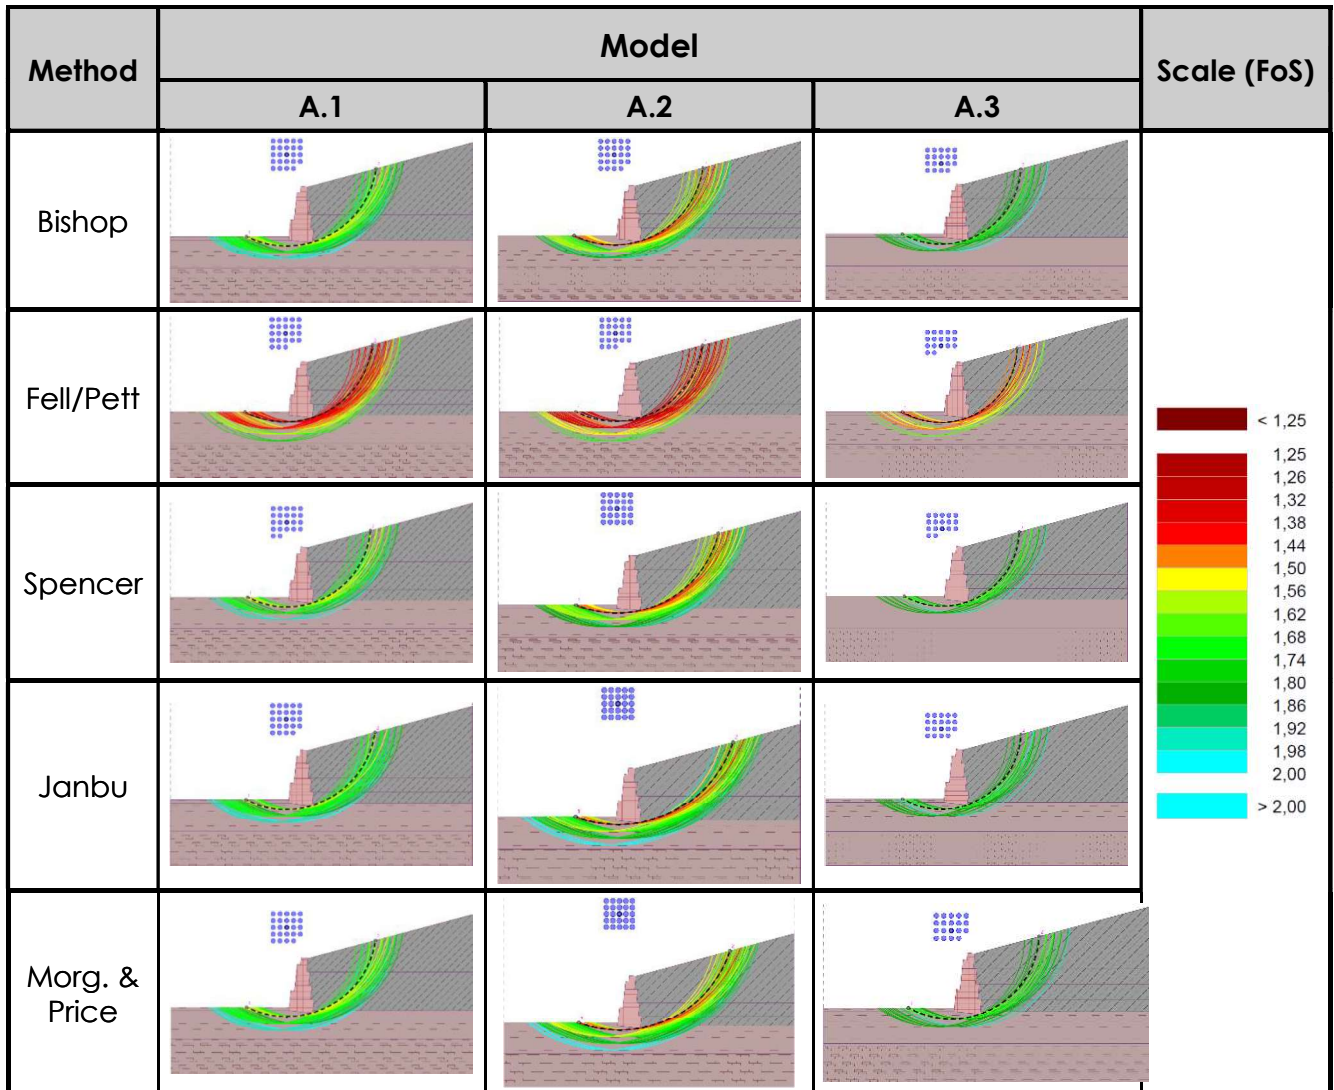 Method
Model
Scale (FoS)
A.1
A.2
A.3
Bishop
Fell/Pett
Spencer
Janbu
Morg. &
Price
< 1,25
1,25
1,26
1,32
1,38
1,44
1,50
1,56
1,62
1,68
1,74
1,80
1,86
1,92
1,98
2,00
> 2,00